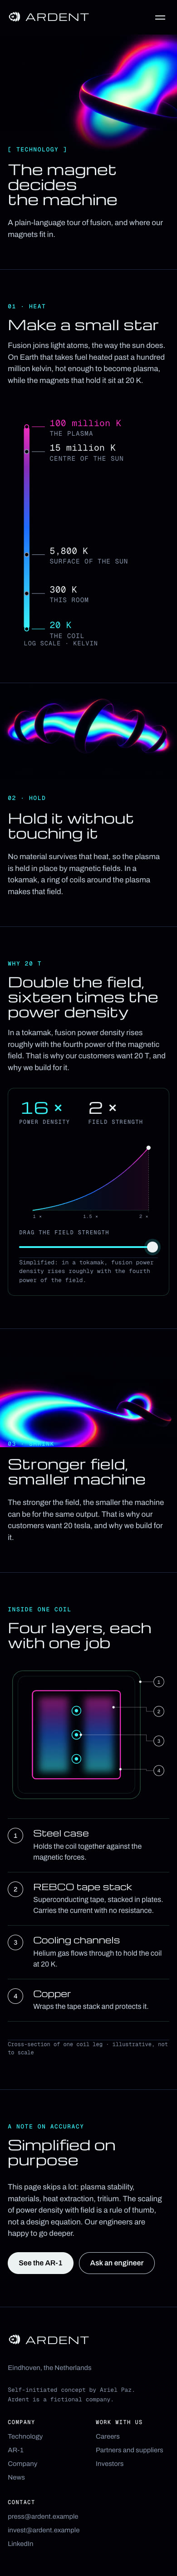 ARDENT
[ TECHNOLOGY ]
The magnet
decides
the machine
A plain-language tour of fusion, and where our
magnets fit in.
01 · HEAT
Make a small star
Fusion joins light atoms, the way the sun does.
On Earth that takes fuel heated past a hundred
million kelvin, hot enough to become plasma,
while the magnets that hold it sit at 20 K.
100 million K
THE PLASMA
15 million K
CENTRE OF THE SUN
5,800 K
SURFACE OF THE SUN
300 K
THIS ROOM
20 K
THE COIL
LOG SCALE · KELVIN
02 · HOLD
Hold it without
touching it
No material survives that heat, so the plasma
is held in place by magnetic fields. In a
tokamak, a ring of coils around the plasma
makes that field.
WHY 20 T
Double the field,
sixteen times the
power density
In a tokamak, fusion power density rises
roughly with the fourth power of the magnetic
field. That is why our customers want 20 T, and
why we build for it.
16 × 2 ×
POWER DENSITY FIELD STRENGTH
1 × 1.5 × 2 ×
DRAG THE FIELD STRENGTH
Simplified: in a tokamak, fusion power
density rises roughly with the fourth
power of the field.
03 · SHRINK
Stronger field,
smaller machine
The stronger the field, the smaller the machine
can be for the same output. That is why our
customers want 20 tesla, and why we build for
it.
INSIDE ONE COIL
Four layers, each
with one job
1
2
3
4
1 Steel case
Holds the coil together against the
magnetic forces.
2 REBCO tape stack
Superconducting tape, stacked in plates.
Carries the current with no resistance.
3 Cooling channels
Helium gas flows through to hold the coil
at 20 K.
4 Copper
Wraps the tape stack and protects it.
Cross-section of one coil leg · illustrative, not
to scale
A NOTE ON ACCURACY
Simplified on
purpose
This page skips a lot: plasma stability,
materials, heat extraction, tritium. The scaling
of power density with field is a rule of thumb,
not a design equation. Our engineers are
happy to go deeper.
See the AR-1 Ask an engineer
ARDENT
Eindhoven, the Netherlands
Self-initiated concept by Ariel Paz.
Ardent is a fictional company.
COMPANY WORK WITH US
Technology Careers
AR-1 Partners and suppliers
Company Investors
News
CONTACT
press@ardent.example
invest@ardent.example
LinkedIn